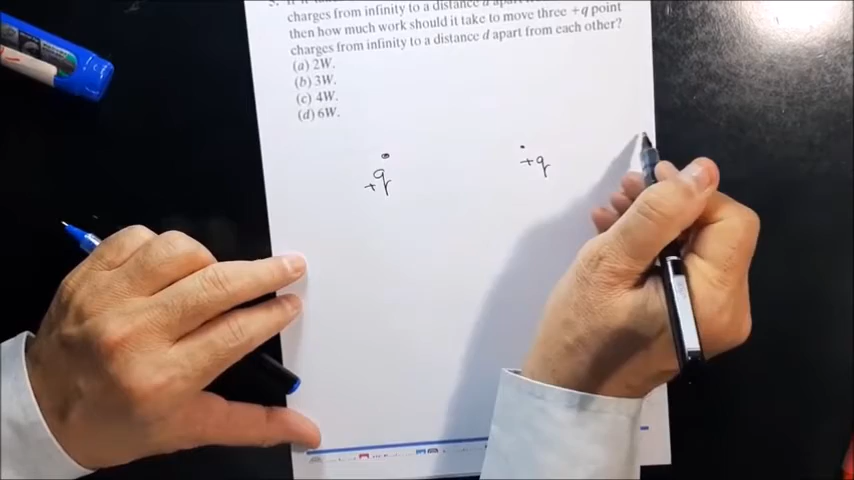 charges from infinity to a distance d apart
then how much work should it take to move three +q point
charges from infinity to a distance d apart from each other?
(a) 2W.
(b) 3W.
(c) 4W.
(d) 6W.
+q +q